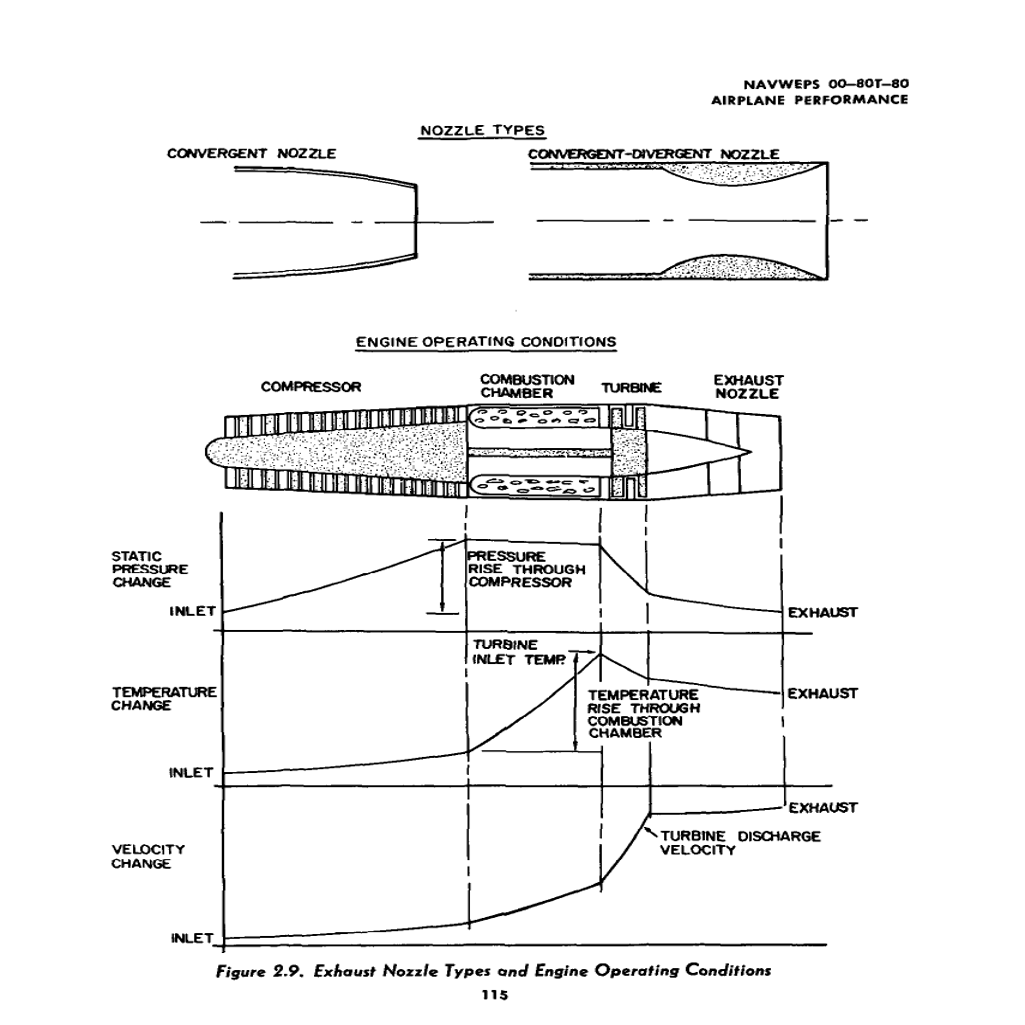 NAVWEPS 00–80T–80
AIRPLANE PERFORMANCE
NOZZLE TYPES
CONVERGENT NOZZLE
CONVERGENT-DIVERGENT NOZZLE
ENGINE OPERATING CONDITIONS
COMPRESSOR
COMBUSTION
CHAMBER
TURBINE
EXHAUST
NOZZLE
STATIC
PRESSURE
CHANGE
INLET
PRESSURE
RISE THROUGH
COMPRESSOR
EXHAUST
TURBINE
INLET TEMP.
TEMPERATURE
CHANGE
TEMPERATURE
RISE THROUGH
COMBUSTION
CHAMBER
EXHAUST
INLET
EXHAUST
TURBINE DISCHARGE
VELOCITY
VELOCITY
CHANGE
INLET
Figure 2.9. Exhaust Nozzle Types and Engine Operating Conditions
115